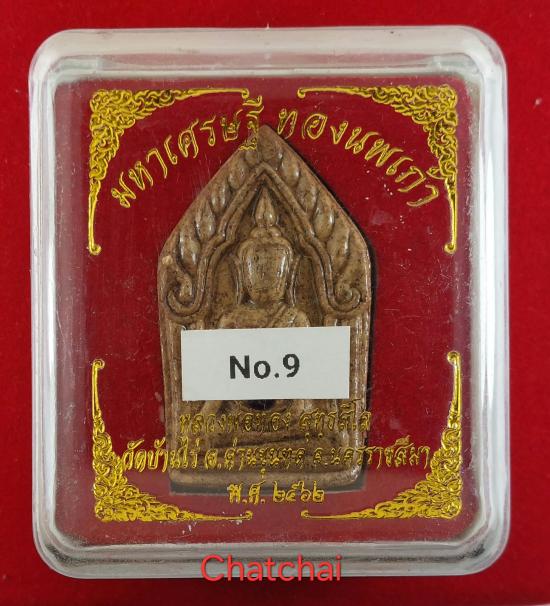 มหาเศรษฐี ทองนพเก้า
No.9
หลวงพ่อทอง สุทธสีโล
วัดบ้านไร่ อ.ด่านขุนทด จ.นครราชสีมา
พ.ศ. ๒๕๖๒
Chatchai